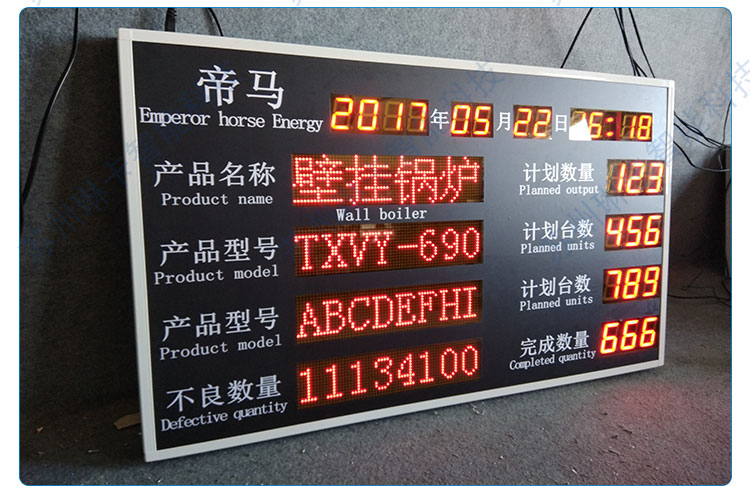 帝马
Emperor horse Energy
2017年05月22日
:18
产品名称
Product name
壁挂锅炉
Wall boiler
计划数量
Planned output
123
产品型号
Product model
TXVY-690
计划台数
Planned units
456
产品型号
Product model
ABCDEFHI
计划台数
Planned units
789
不良数量
Defective quantity
11134100
完成数量
Completed quantity
666